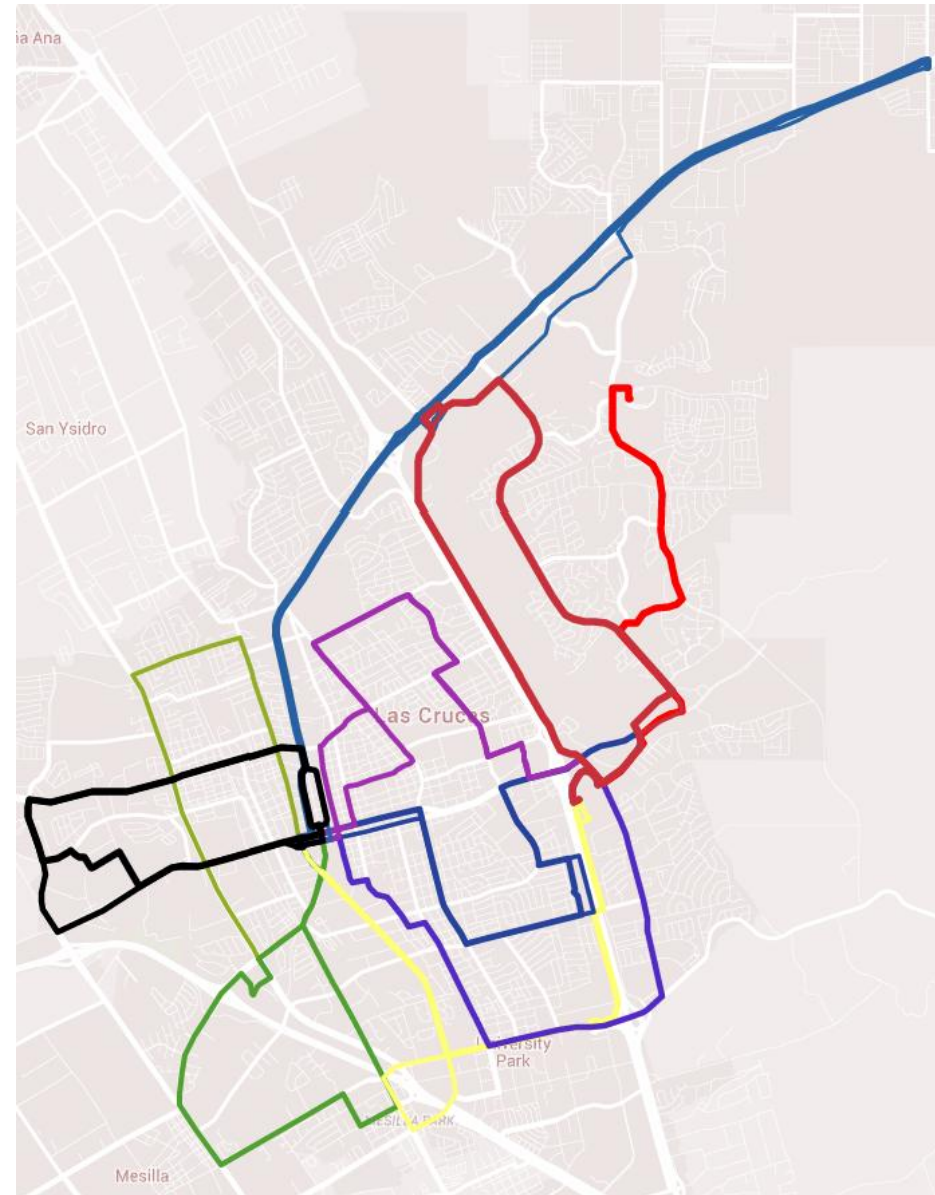 ia Ana
San Ysidro
Las Cruces
University
Park
MESILLA PARK
Mesilla